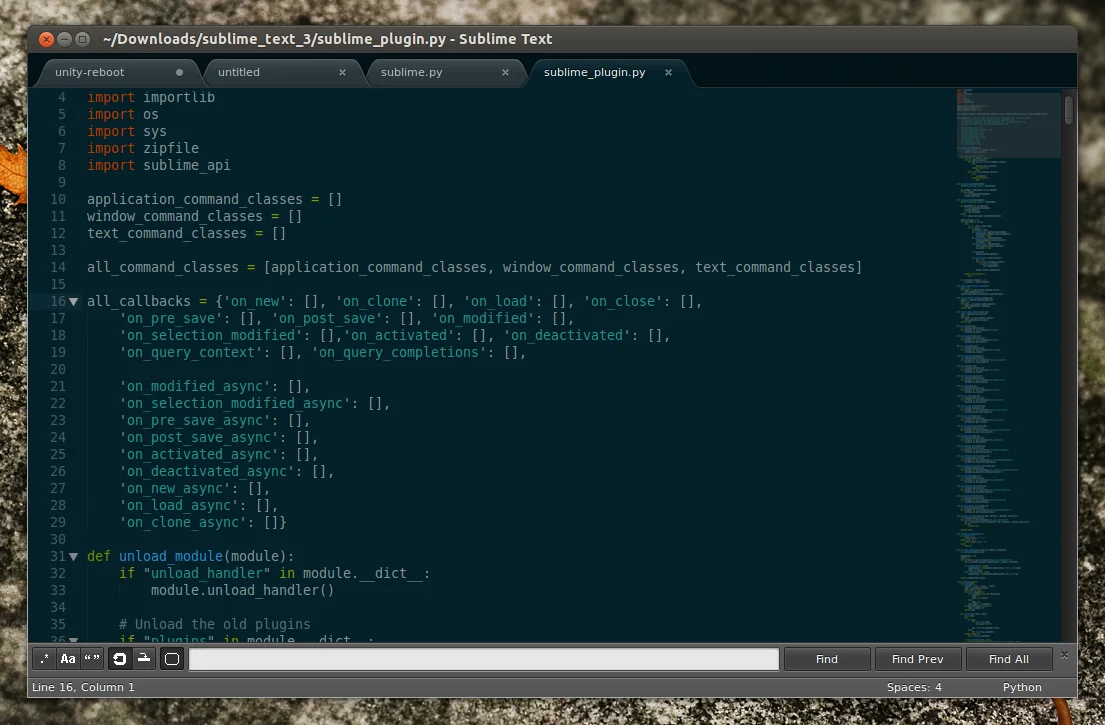 ~/Downloads/sublime_text_3/sublime_plugin.py - Sublime Text
unity-reboot untitled sublime.py sublime_plugin.py
4 import importlib
5 import os
6 import sys
7 import zipfile
8 import sublime_api
9
10 application_command_classes = []
11 window_command_classes = []
12 text_command_classes = []
13
14 all_command_classes = [application_command_classes, window_command_classes, text_command_classes]
15
16 all_callbacks = {'on_new': [], 'on_clone': [], 'on_load': [], 'on_close': [],
17     'on_pre_save': [], 'on_post_save': [], 'on_modified': [],
18     'on_selection_modified': [],'on_activated': [], 'on_deactivated': [],
19     'on_query_context': [], 'on_query_completions': [],
20
21     'on_modified_async': [],
22     'on_selection_modified_async': [],
23     'on_pre_save_async': [],
24     'on_post_save_async': [],
25     'on_activated_async': [],
26     'on_deactivated_async': [],
27     'on_new_async': [],
28     'on_load_async': [],
29     'on_clone_async': []}
30
31 def unload_module(module):
32     if "unload_handler" in module.__dict__:
33         module.unload_handler()
34
35     # Unload the old plugins
36     if "plugins" in module.__dict__:
.* Aa “ ” Find Find Prev Find All
Line 16, Column 1 Spaces: 4 Python